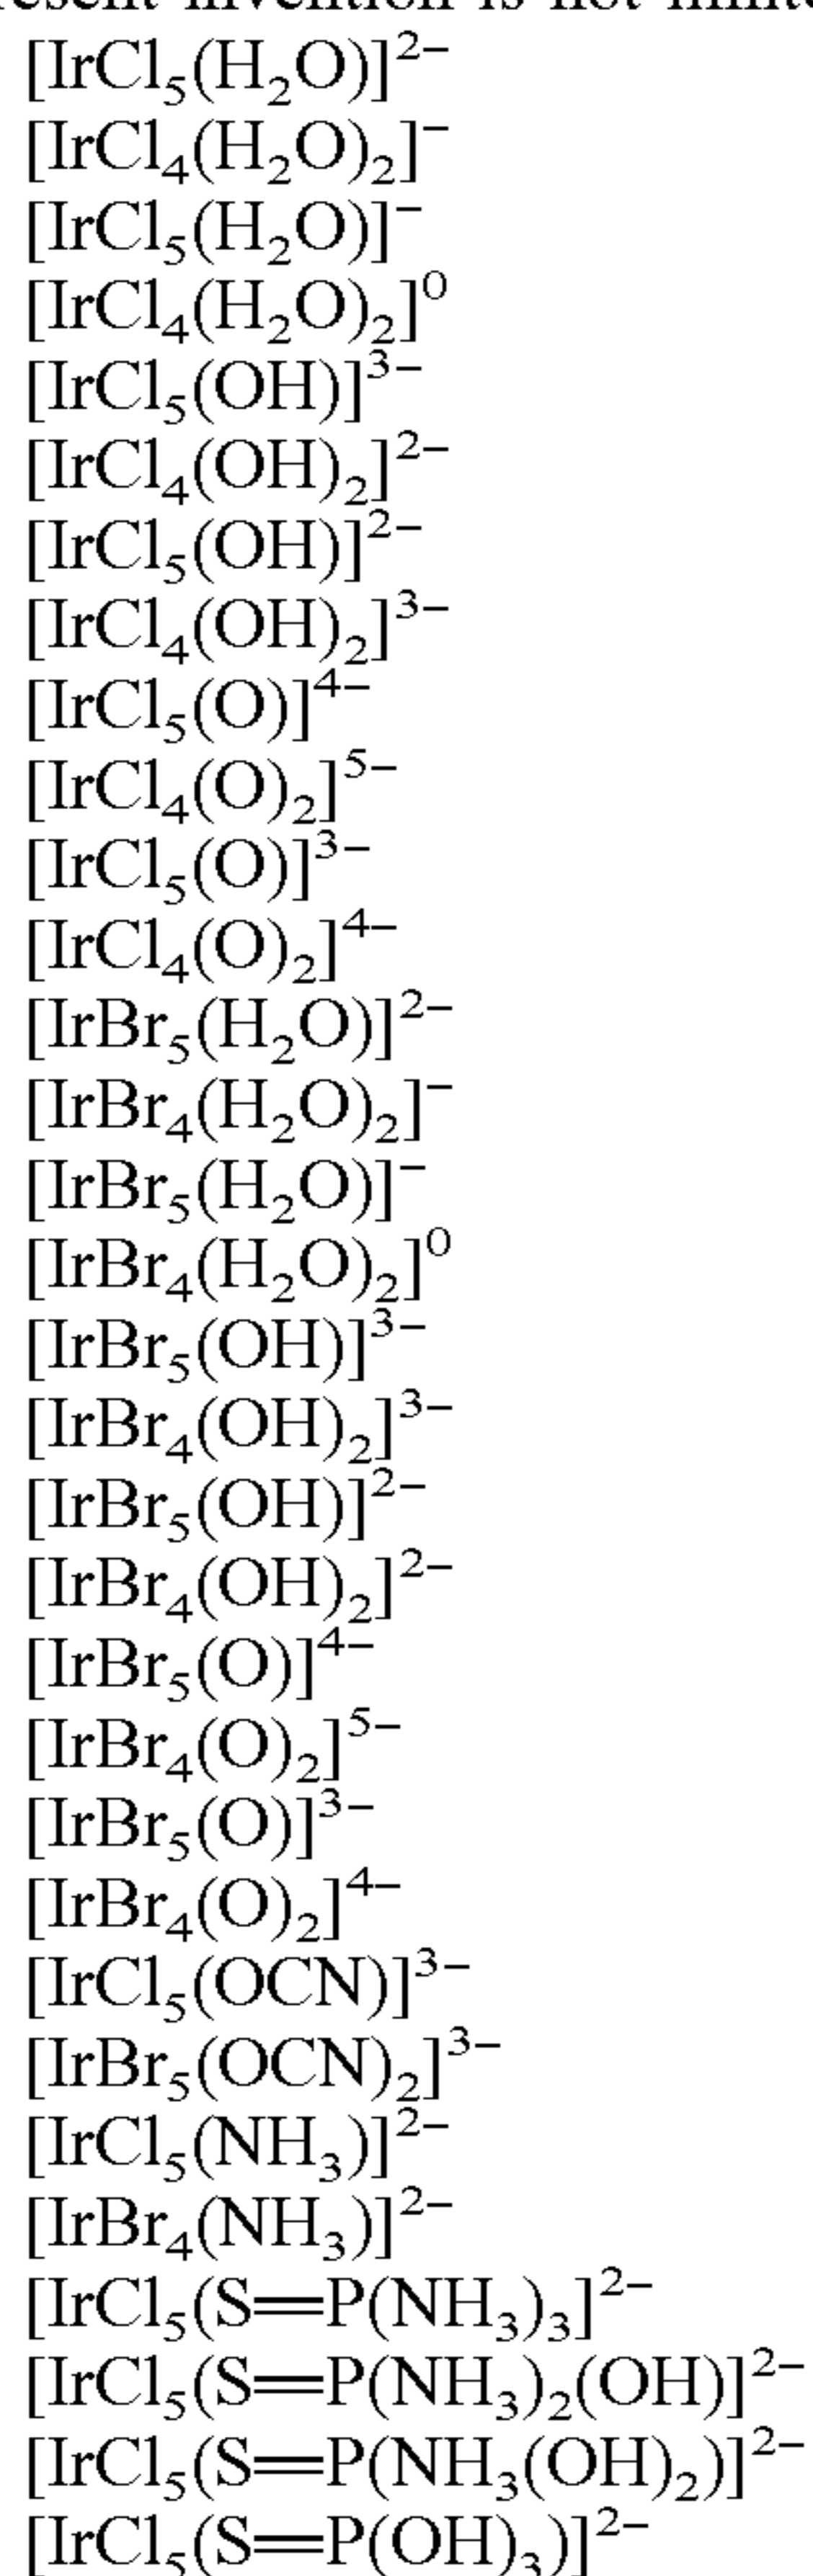 resent invention is not limite
[IrCl₅(H₂O)]²⁻
[IrCl₄(H₂O)₂]⁻
[IrCl₅(H₂O)]⁻
[IrCl₄(H₂O)₂]⁰
[IrCl₅(OH)]³⁻
[IrCl₄(OH)₂]²⁻
[IrCl₅(OH)]²⁻
[IrCl₄(OH)₂]³⁻
[IrCl₅(O)]⁴⁻
[IrCl₄(O)₂]⁵⁻
[IrCl₅(O)]³⁻
[IrCl₄(O)₂]⁴⁻
[IrBr₅(H₂O)]²⁻
[IrBr₄(H₂O)₂]⁻
[IrBr₅(H₂O)]⁻
[IrBr₄(H₂O)₂]⁰
[IrBr₅(OH)]³⁻
[IrBr₄(OH)₂]³⁻
[IrBr₅(OH)]²⁻
[IrBr₄(OH)₂]²⁻
[IrBr₅(O)]⁴⁻
[IrBr₄(O)₂]⁵⁻
[IrBr₅(O)]³⁻
[IrBr₄(O)₂]⁴⁻
[IrCl₅(OCN)]³⁻
[IrBr₅(OCN)₂]³⁻
[IrCl₅(NH₃)]²⁻
[IrBr₄(NH₃)]²⁻
[IrCl₅(S=P(NH₃)₃]²⁻
[IrCl₅(S=P(NH₃)₂(OH)]²⁻
[IrCl₅(S=P(NH₃(OH)₂)]²⁻
[IrCl₅(S=P(OH)₃)]²⁻